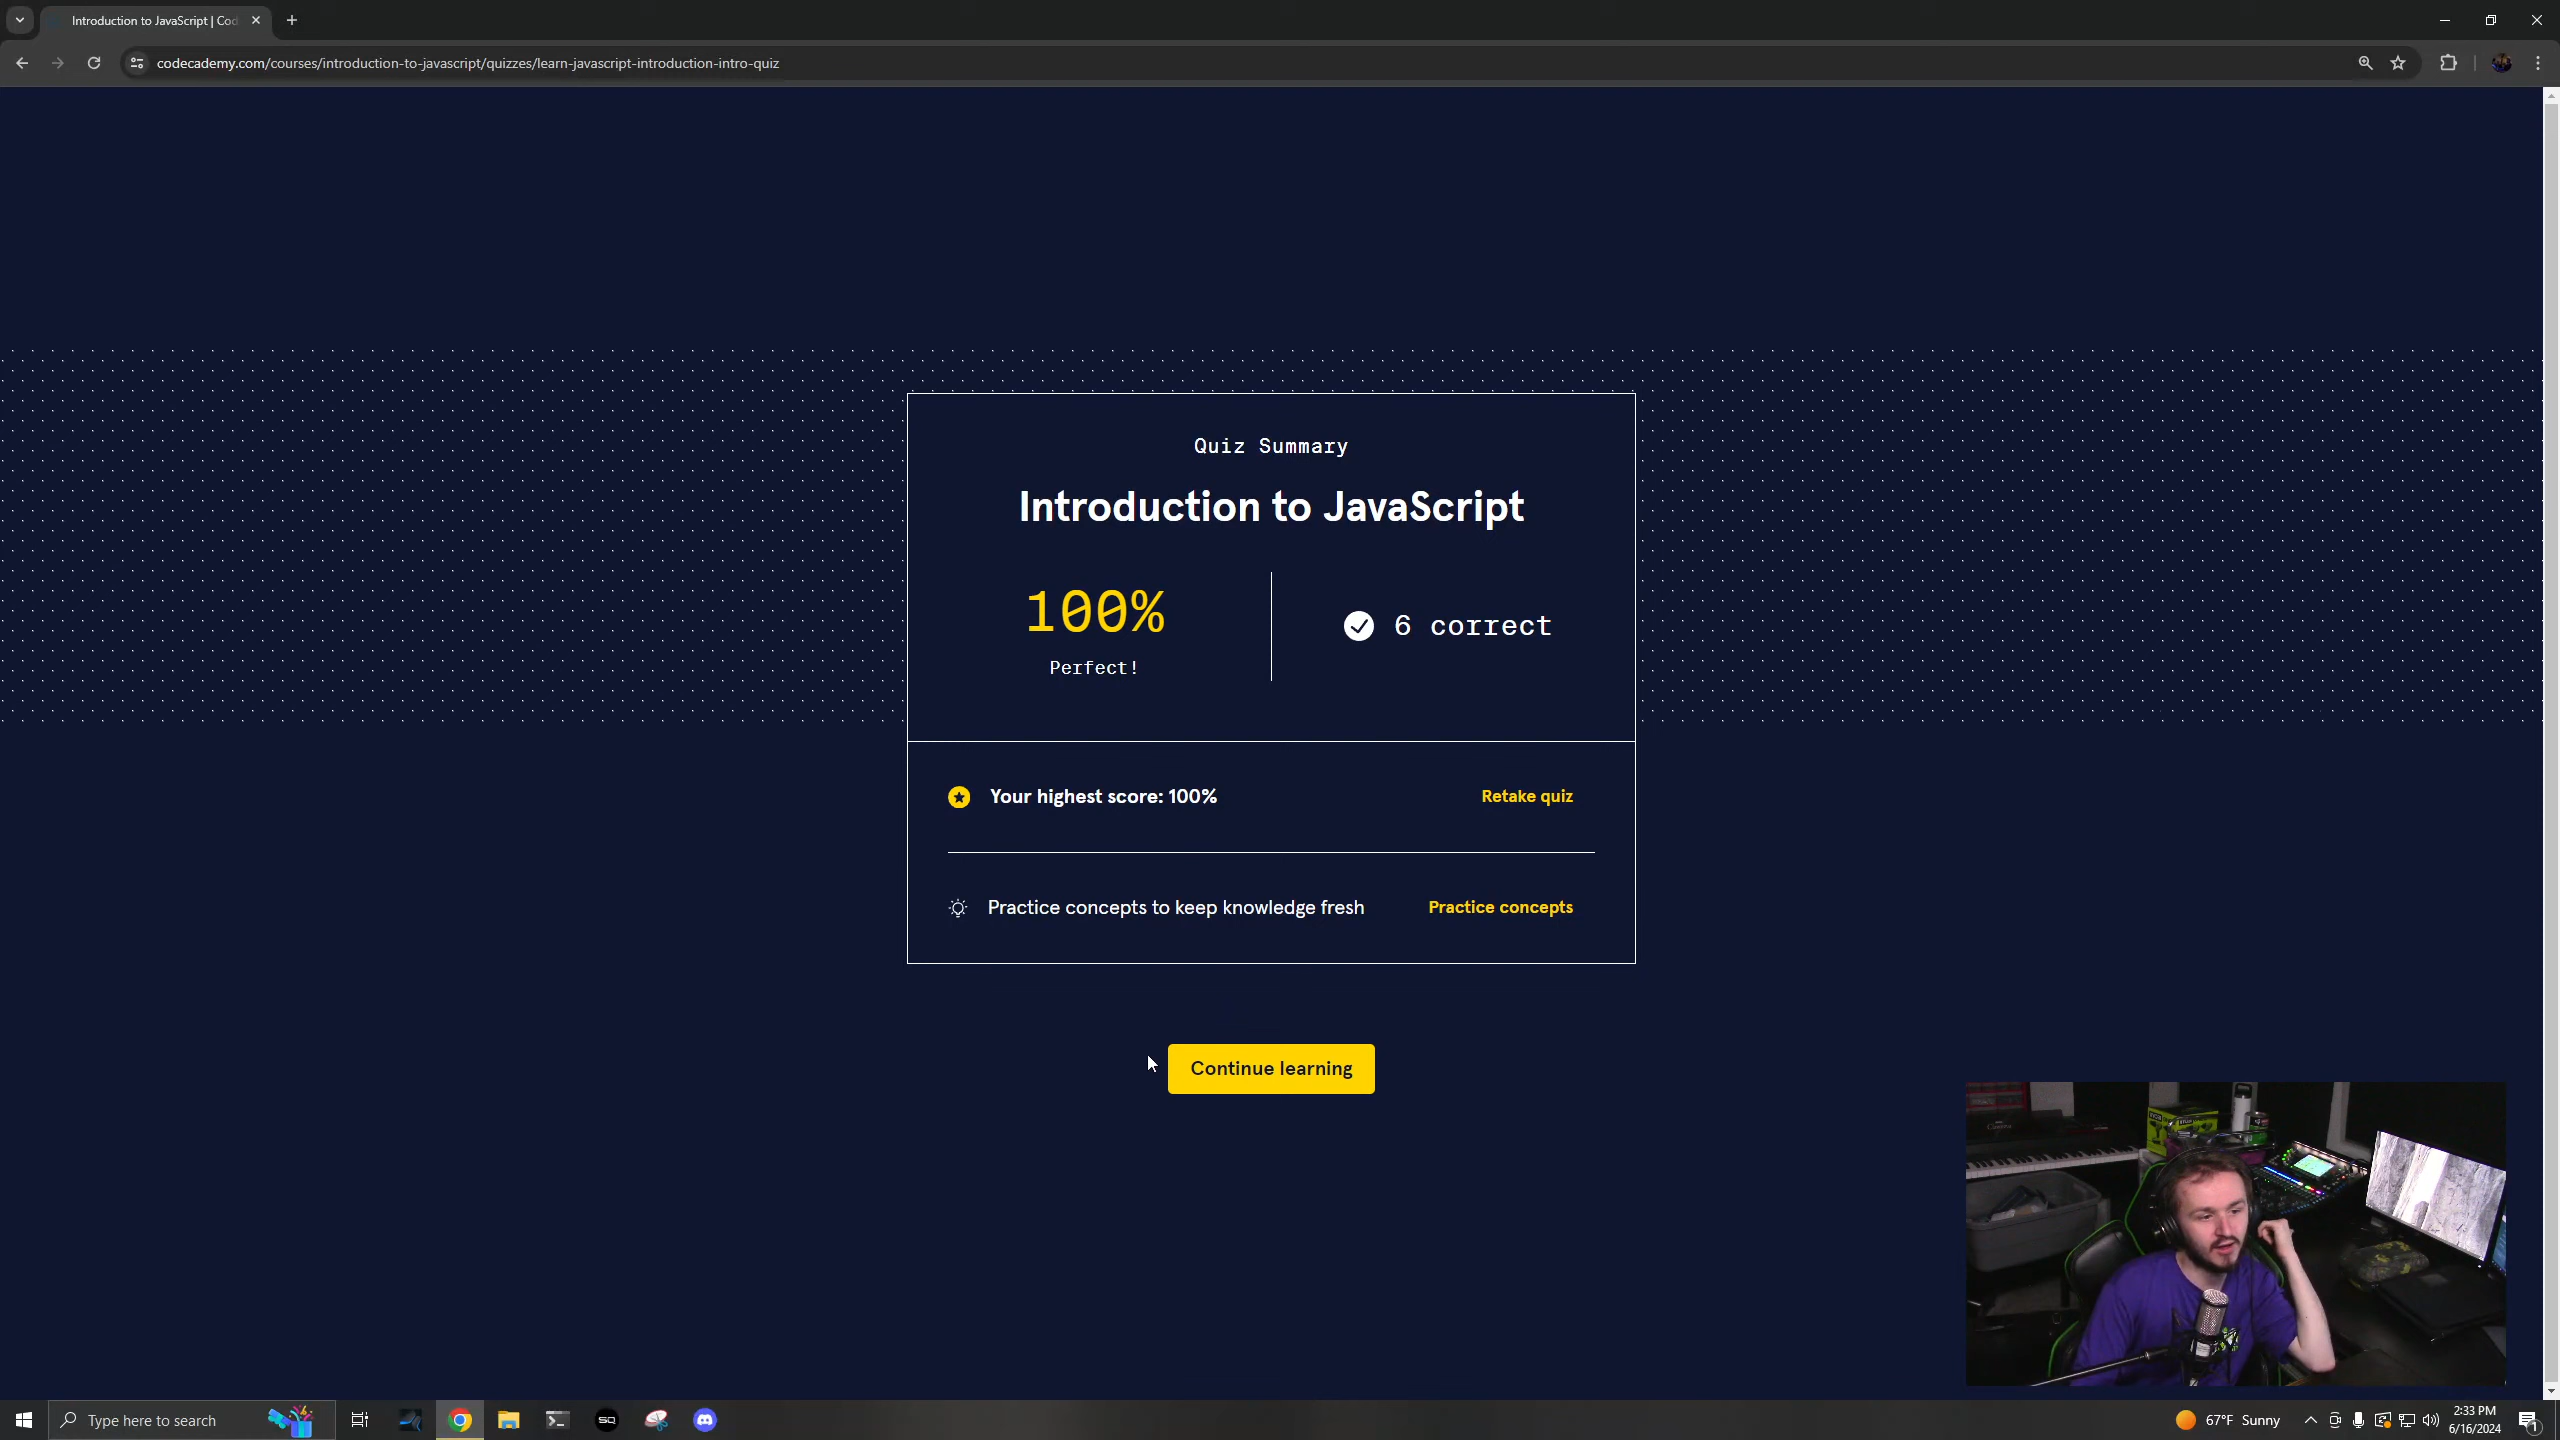 Introduction to JavaScript | Cod
codecademy.com/courses/introduction-to-javascript/quizzes/learn-javascript-introduction-intro-quiz
Quiz Summary
Introduction to JavaScript
100%
Perfect!
6 correct
Your highest score: 100%
Retake quiz
Practice concepts to keep knowledge fresh
Practice concepts
Continue learning
Type here to search
SQ
67°F Sunny
2:33 PM
6/16/2024
1